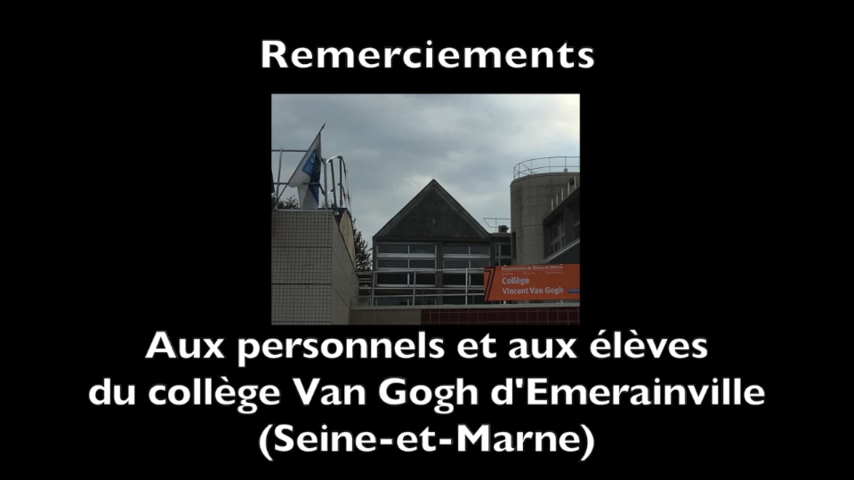 Remerciements
Collège
Vincent Van Gogh
Aux personnels et aux élèves
du collège Van Gogh d'Emerainville
(Seine-et-Marne)